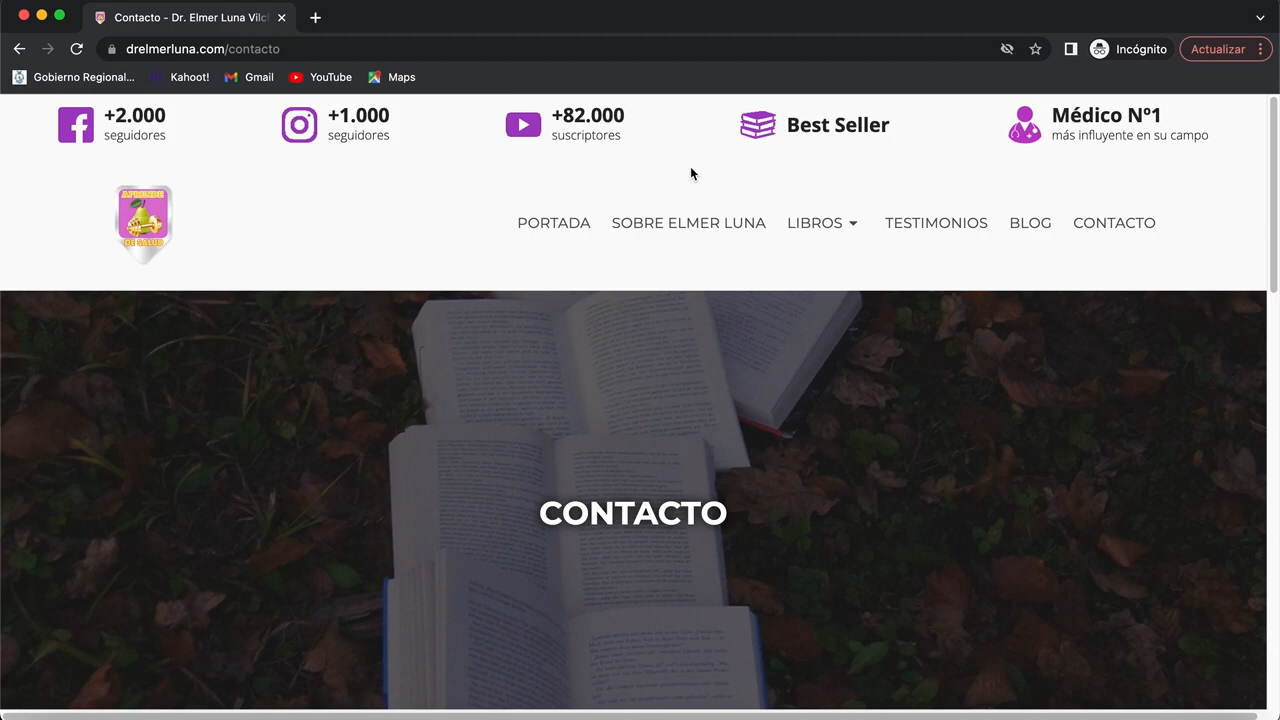 Contacto - Dr. Elmer Luna Vilc
drelmerluna.com/contacto
Incógnito
Actualizar
Gobierno Regional...
Kahoot!
Gmail
YouTube
Maps
+2.000
seguidores
+1.000
seguidores
+82.000
suscriptores
Best Seller
Médico Nº1
más influyente en su campo
DE SALUD
PORTADA
SOBRE ELMER LUNA
LIBROS
TESTIMONIOS
BLOG
CONTACTO
CONTACTO